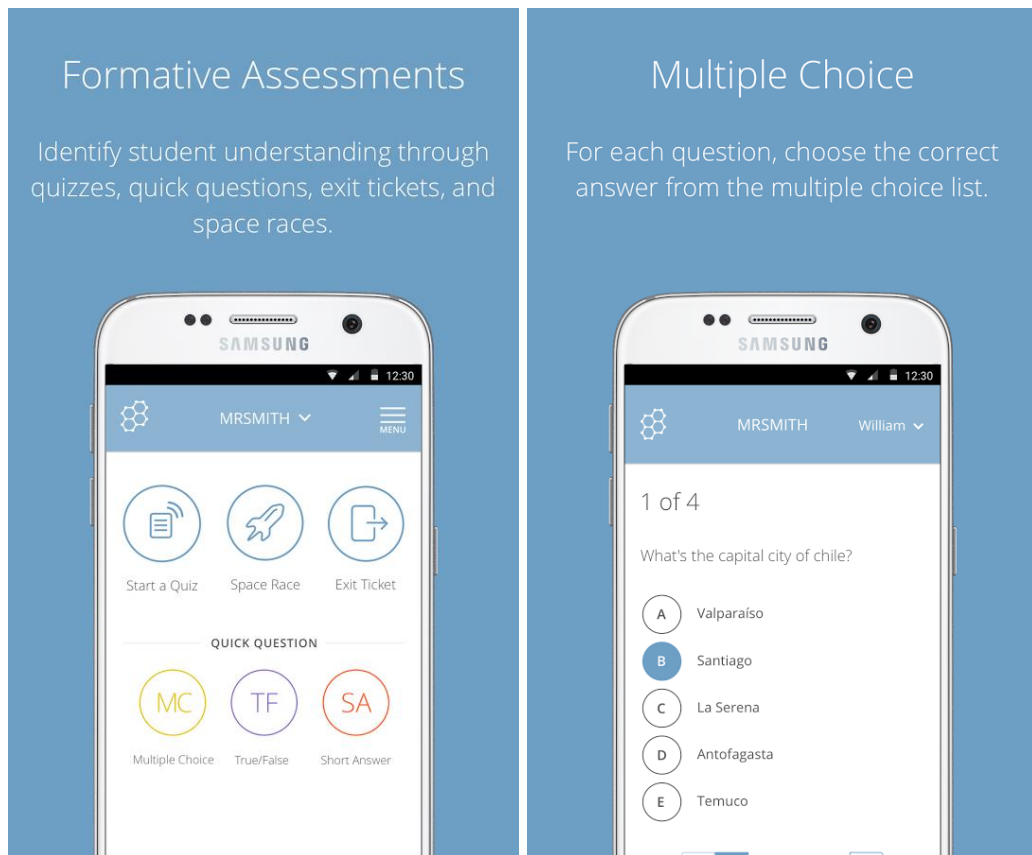 Formative Assessments
Identify student understanding through
quizzes, quick questions, exit tickets, and
space races.
SAMSUNG
12:30
MRSMITH
MENU
Start a Quiz
Space Race
Exit Ticket
QUICK QUESTION
MC
TF
SA
Multiple Choice
True/False
Short Answer
Multiple Choice
For each question, choose the correct
answer from the multiple choice list.
SAMSUNG
12:30
MRSMITH
William
1 of 4
What's the capital city of chile?
A Valparaíso
B Santiago
C La Serena
D Antofagasta
E Temuco